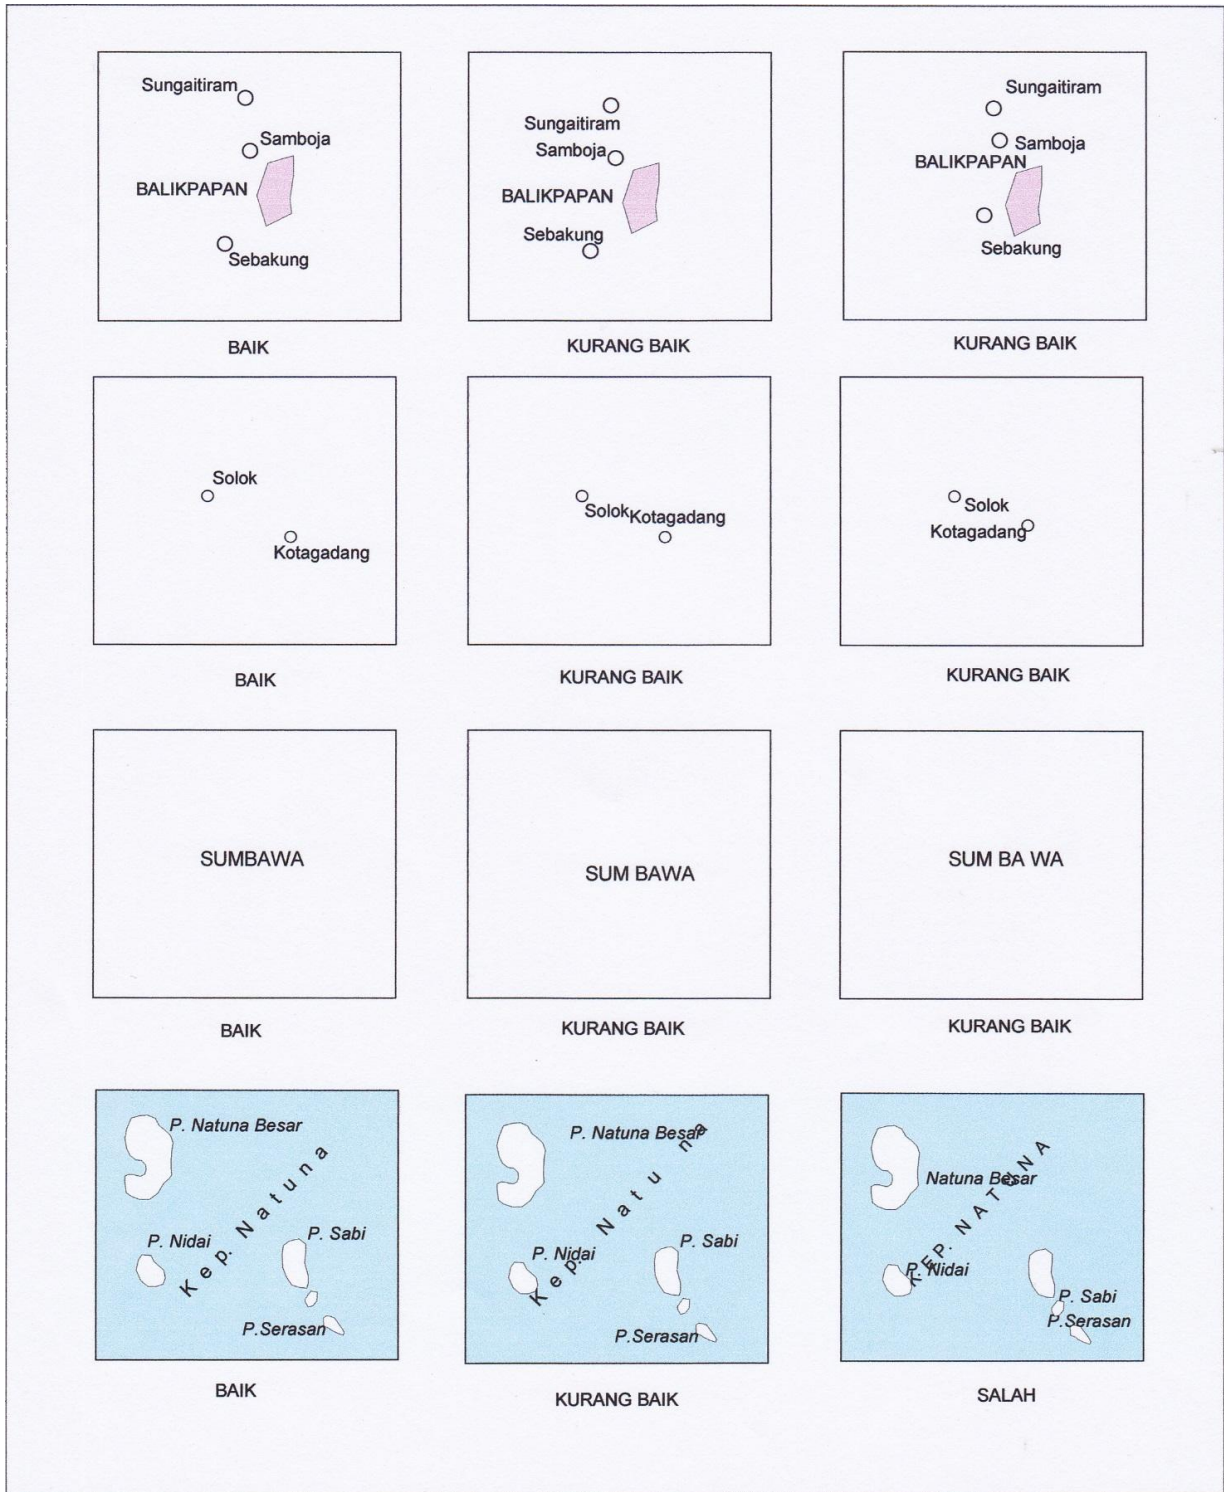 Sungaitiram
Samboja
BALIKPAPAN
Sebakung
BAIK
Sungaitiram
Samboja
BALIKPAPAN
Sebakung
KURANG BAIK
Sungaitiram
Samboja
BALIKPAPAN
Sebakung
KURANG BAIK
Solok
Kotagadang
BAIK
Solok
Kotagadang
KURANG BAIK
Solok
Kotagadang
KURANG BAIK
SUMBAWA
BAIK
SUM BAWA
KURANG BAIK
SUM BA WA
KURANG BAIK
P. Natuna Besar
Kep. Natuna
P. Nidai
P. Sabi
P.Serasan
BAIK
P. Natuna Besar
Kep. Natu na
P. Nidai
P. Sabi
P.Serasan
KURANG BAIK
Natuna Besar
KEP. NATUNA
P. Nidai
P. Sabi
P.Serasan
SALAH